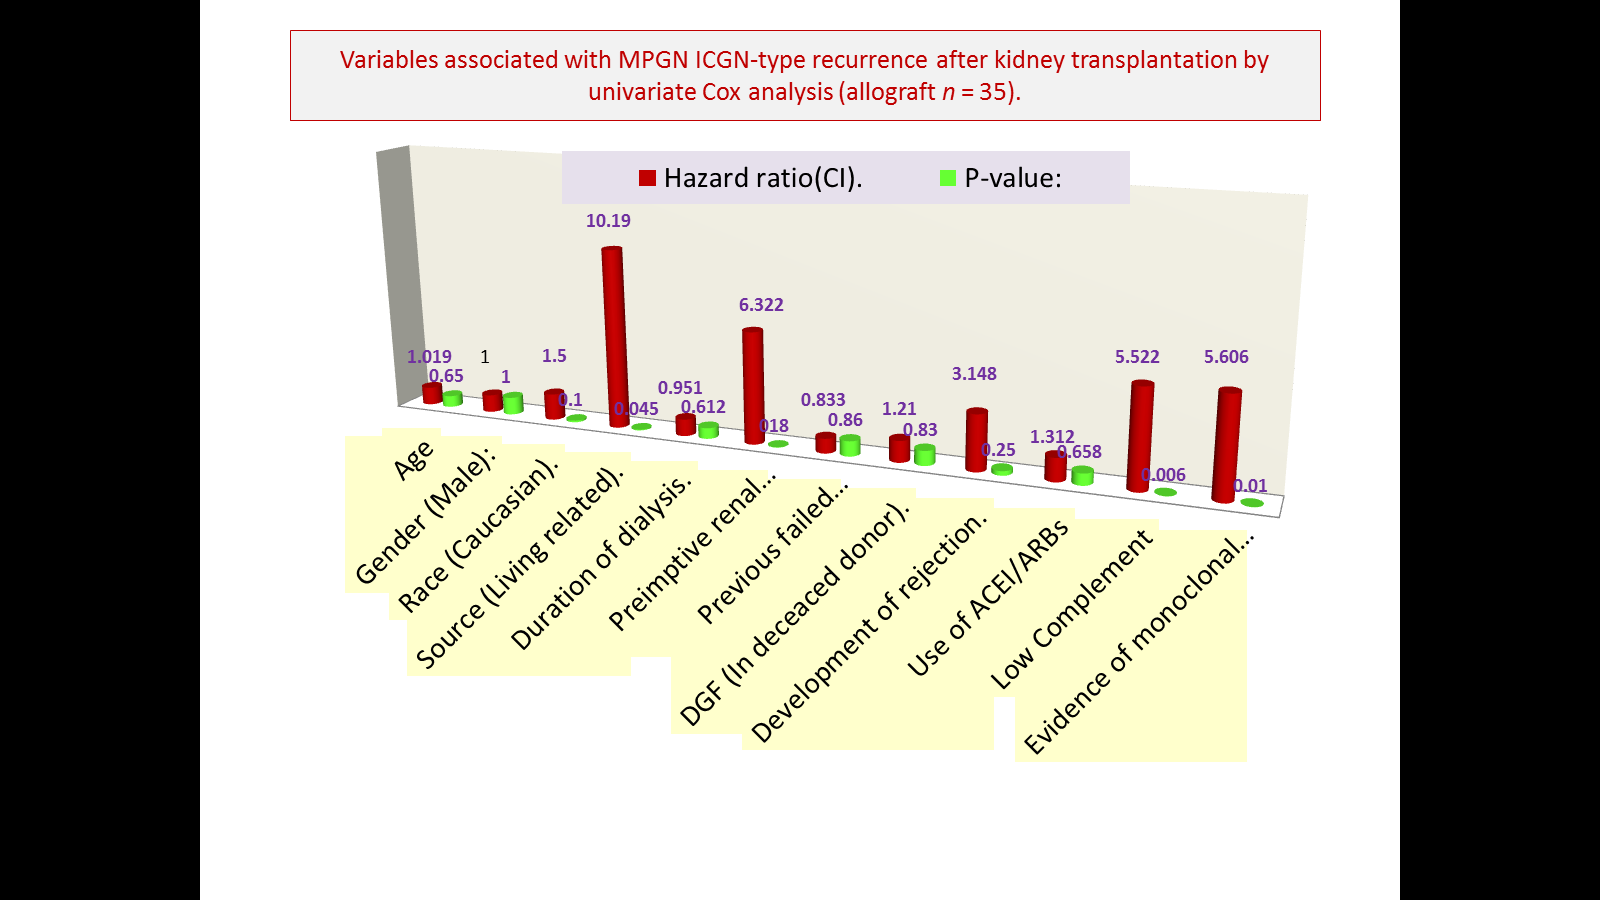 Variables associated with MPGN ICGN-type recurrence after kidney transplantation by
univariate Cox analysis (allograft n = 35).
Hazard ratio(CI).
P-value:
1.019
0.65
1
1
1.5
0.1
10.19
0.045
0.951
0.612
6.322
018
0.833
0.86
1.21
0.83
3.148
0.25
1.312
0.658
5.522
0.006
5.606
0.01
Age
Gender (Male):
Race (Caucasian).
Source (Living related).
Duration of dialysis.
Preimptive renal...
Previous failed...
DGF (In deceaced donor).
Development of rejection.
Use of ACEI/ARBs
Low Complement
Evidence of monoclonal...